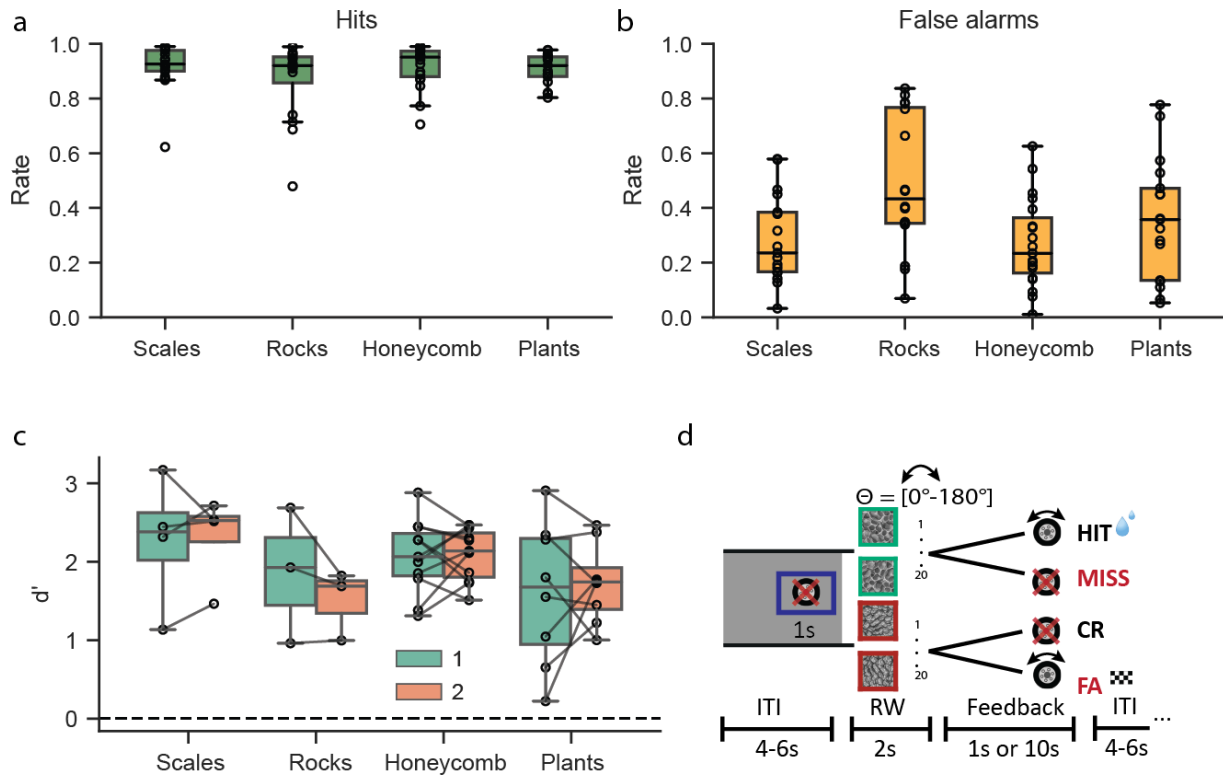 a
Hits
Rate
1.0
0.8
0.6
0.4
0.2
0.0
Scales Rocks Honeycomb Plants
b
False alarms
Rate
1.0
0.8
0.6
0.4
0.2
0.0
Scales Rocks Honeycomb Plants
c
d'
3
2
1
0
1
2
Scales Rocks Honeycomb Plants
d
Θ = [0°-180°]
1
20
1s
1
20
HIT
MISS
CR
FA
ITI RW Feedback ITI
4-6s 2s 1s or 10s 4-6s ...